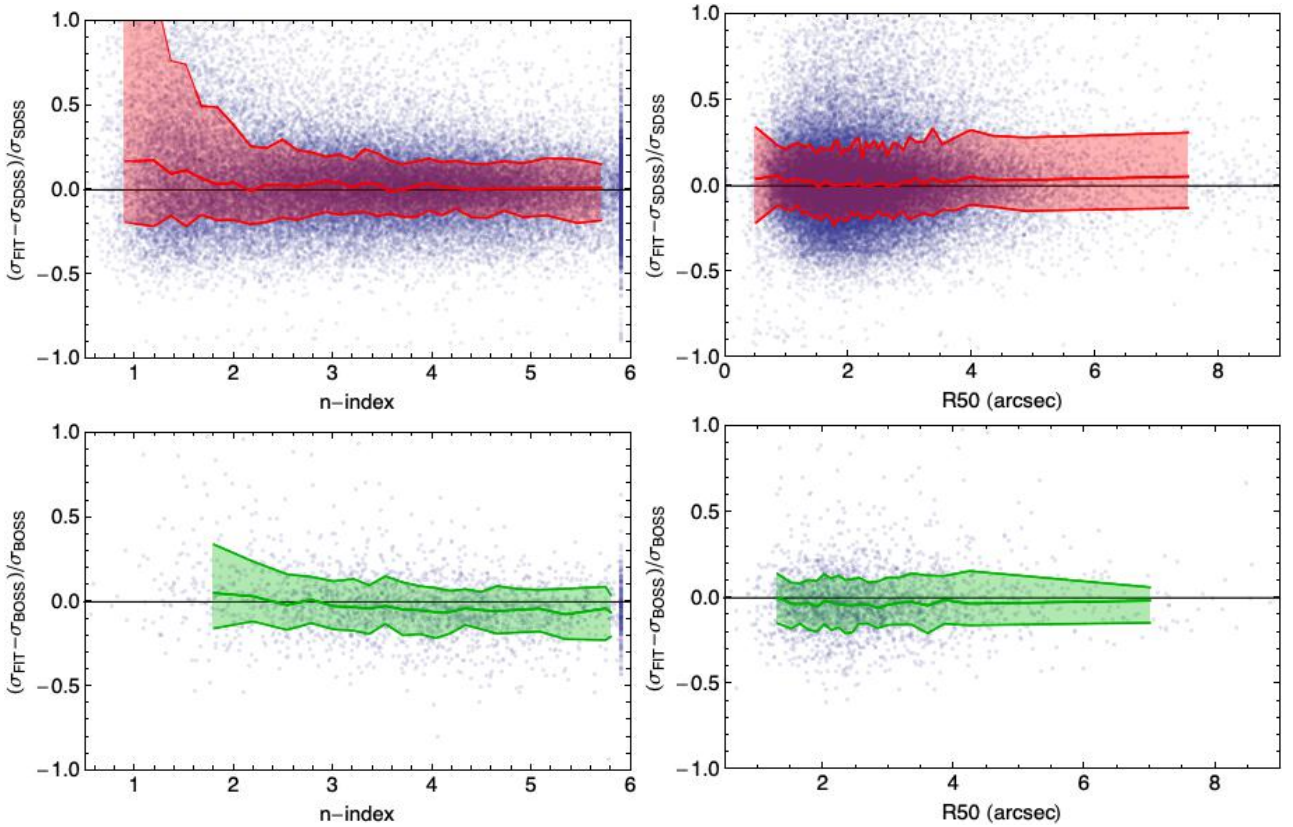 1.0
0.5
0.0
−0.5
−1.0
(σFIT−σSDSS)/σSDSS
1 2 3 4 5 6
n−index
1.0
0.5
0.0
−0.5
−1.0
(σFIT−σSDSS)/σSDSS
0 2 4 6 8
R50 (arcsec)
1.0
0.5
0.0
−0.5
−1.0
(σFIT−σBOSS)/σBOSS
1 2 3 4 5 6
n−index
1.0
0.5
0.0
−0.5
−1.0
(σFIT−σBOSS)/σBOSS
2 4 6 8
R50 (arcsec)